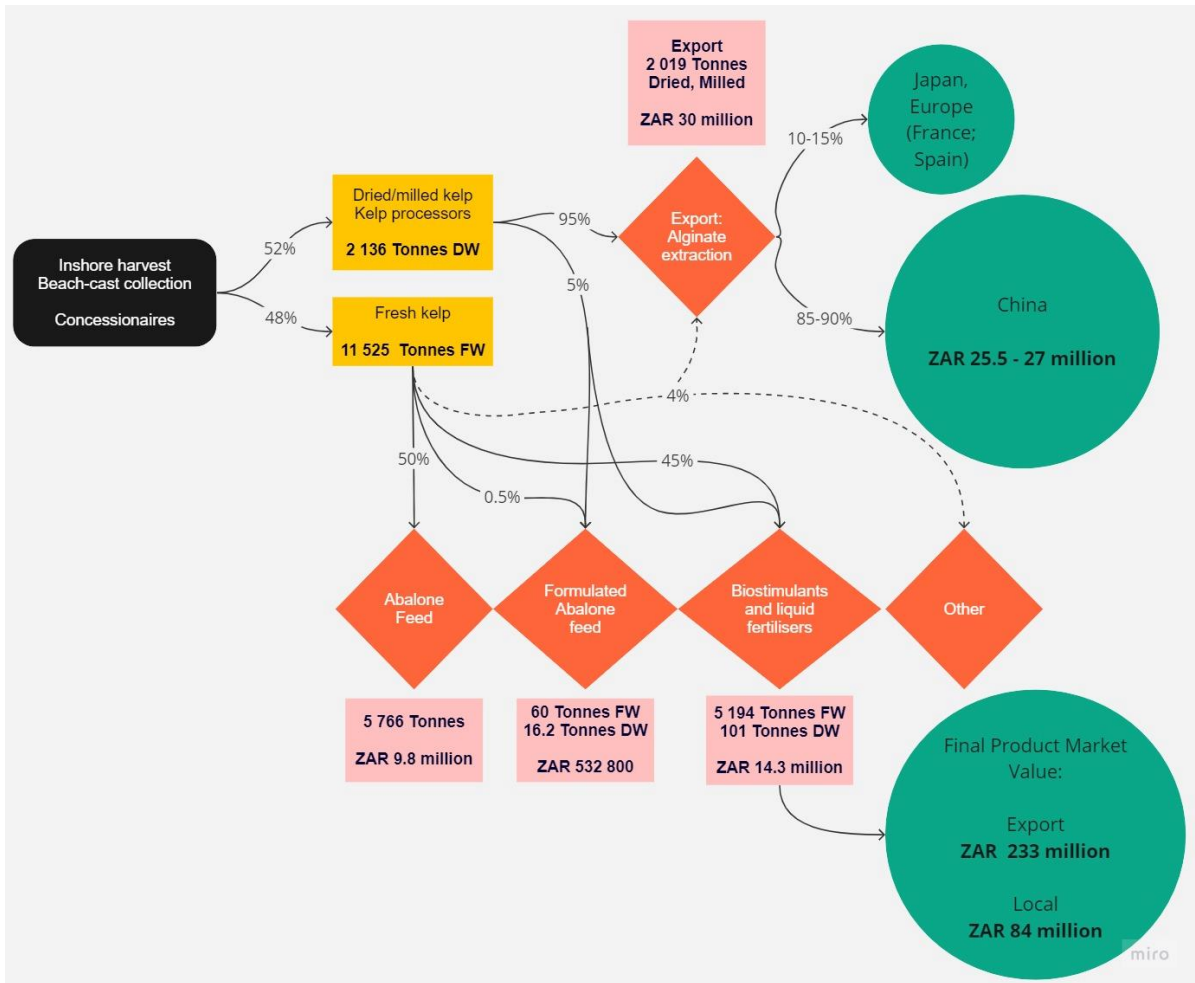 Export
2 019 Tonnes
Dried, Milled
ZAR 30 million
Japan,
Europe
(France;
Spain)
10-15%
Dried/milled kelp
Kelp processors
2 136 Tonnes DW
52%
95%
Export:
Alginate
extraction
Inshore harvest
Beach-cast collection
Concessionaires
5%
48%
Fresh kelp
11 525 Tonnes FW
85-90%
China
ZAR 25.5 - 27 million
4%
50%
45%
0.5%
Abalone
Feed
Formulated
Abalone
feed
Biostimulants
and liquid
fertilisers
Other
5 766 Tonnes
ZAR 9.8 million
60 Tonnes FW
16.2 Tonnes DW
ZAR 532 800
5 194 Tonnes FW
101 Tonnes DW
ZAR 14.3 million
Final Product Market
Value:
Export
ZAR 233 million
Local
ZAR 84 million
miro